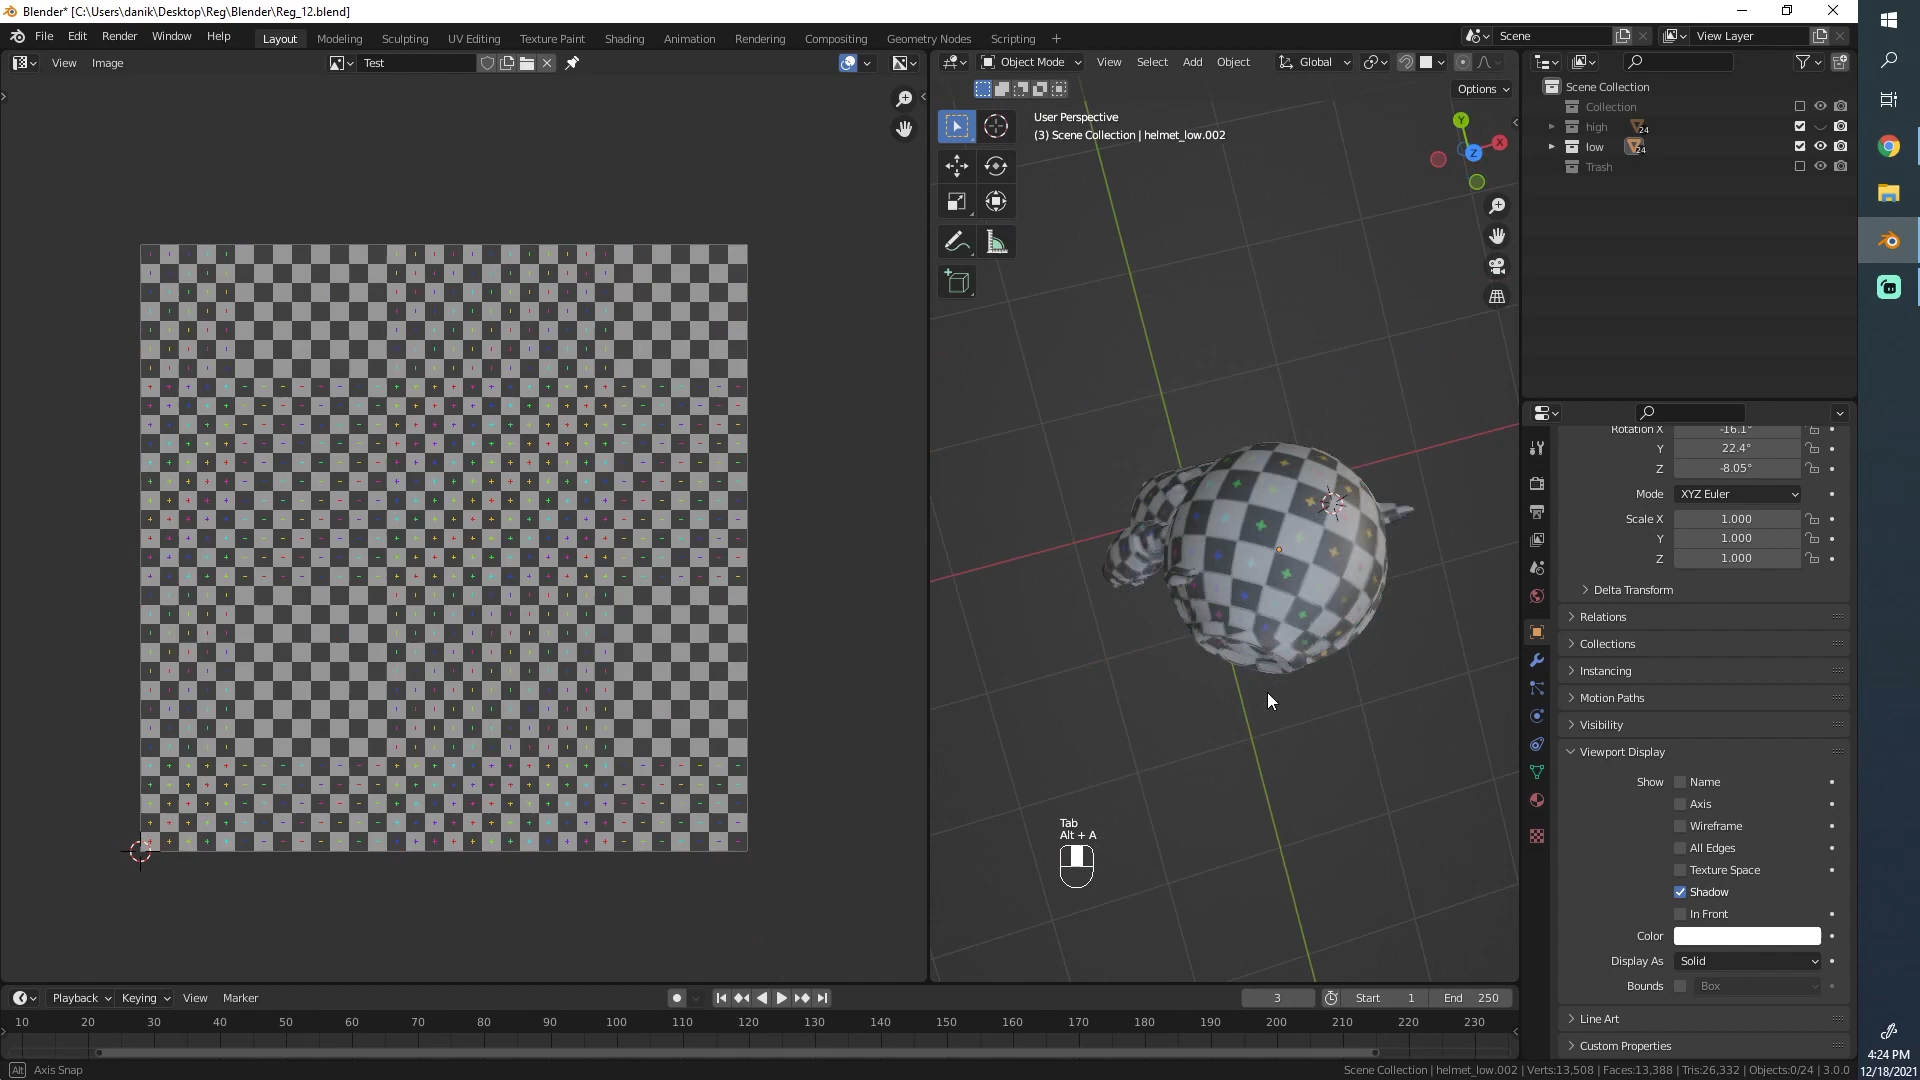 Blender* [C:\Users\danik\Desktop\Reg\Blender\Reg_12.blend]
File Edit Render Window Help Layout Modeling Sculpting UV Editing Texture Paint Shading Animation Rendering Compositing Geometry Nodes Scripting + Scene View Layer
View Image Test
Object Mode View Select Add Object Global
Options
User Perspective
(3) Scene Collection | helmet_low.002
Y
X
Z
Scene Collection
Collection
high 24
low 24
Trash
Rotation X -16.1°
Y 22.4°
Z -8.05°
Mode XYZ Euler
Scale X 1.000
Y 1.000
Z 1.000
Delta Transform
Relations
Collections
Instancing
Motion Paths
Visibility
Viewport Display
Show Name
Axis
Wireframe
All Edges
Texture Space
Shadow
In Front
Color
Display As Solid
Bounds Box
Line Art
Custom Properties
Tab
Alt + A
Playback Keying View Marker 3 Start 1 End 250
10 20 30 40 50 60 70 80 90 100 110 120 130 140 150 160 170 180 190 200 210 220 230
Alt Axis Snap
Scene Collection | helmet_low.002 | Verts:13,508 | Faces:13,388 | Tris:26,332 | Objects:0/24 | 3.0.0
4:24 PM
12/18/2021